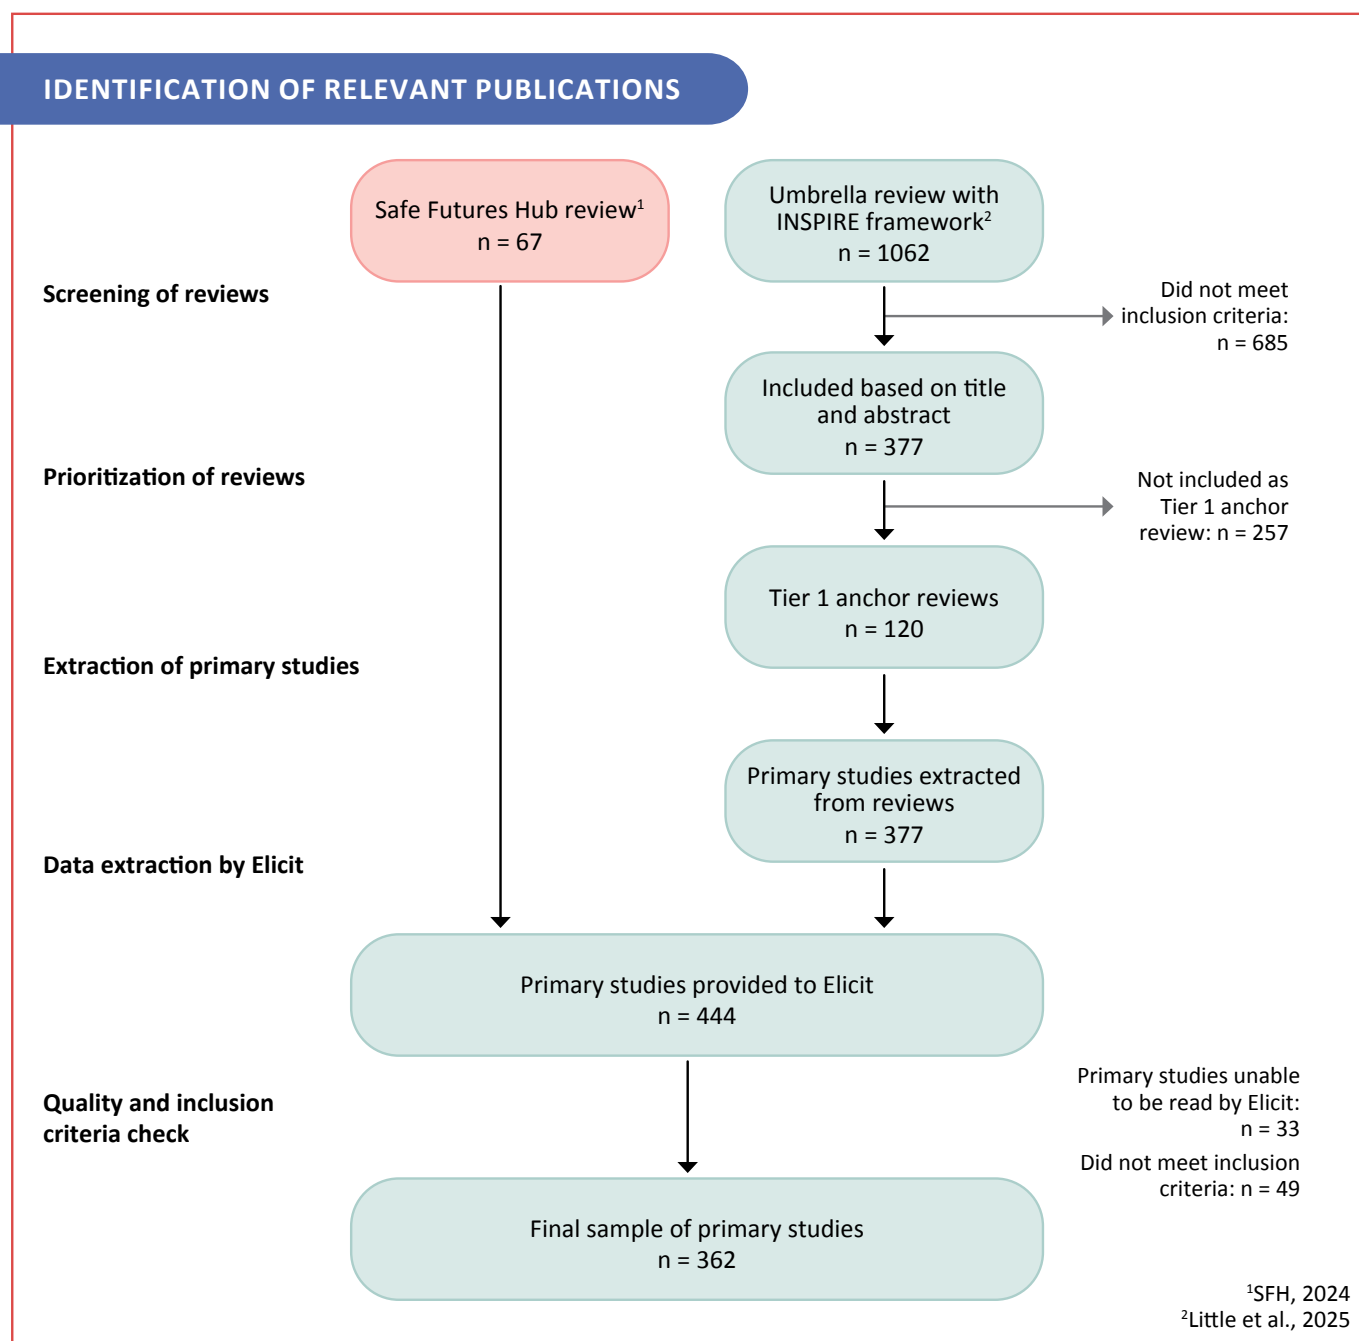 IDENTIFICATION OF RELEVANT PUBLICATIONS
Safe Futures Hub review¹
n = 67
Umbrella review with
INSPIRE framework²
n = 1062
Screening of reviews
Did not meet
inclusion criteria:
n = 685
Included based on title
and abstract
n = 377
Prioritization of reviews
Not included as
Tier 1 anchor
review: n = 257
Tier 1 anchor reviews
n = 120
Extraction of primary studies
Primary studies extracted
from reviews
n = 377
Data extraction by Elicit
Primary studies provided to Elicit
n = 444
Quality and inclusion
criteria check
Primary studies unable
to be read by Elicit:
n = 33
Did not meet inclusion
criteria: n = 49
Final sample of primary studies
n = 362
¹SFH, 2024
²Little et al., 2025